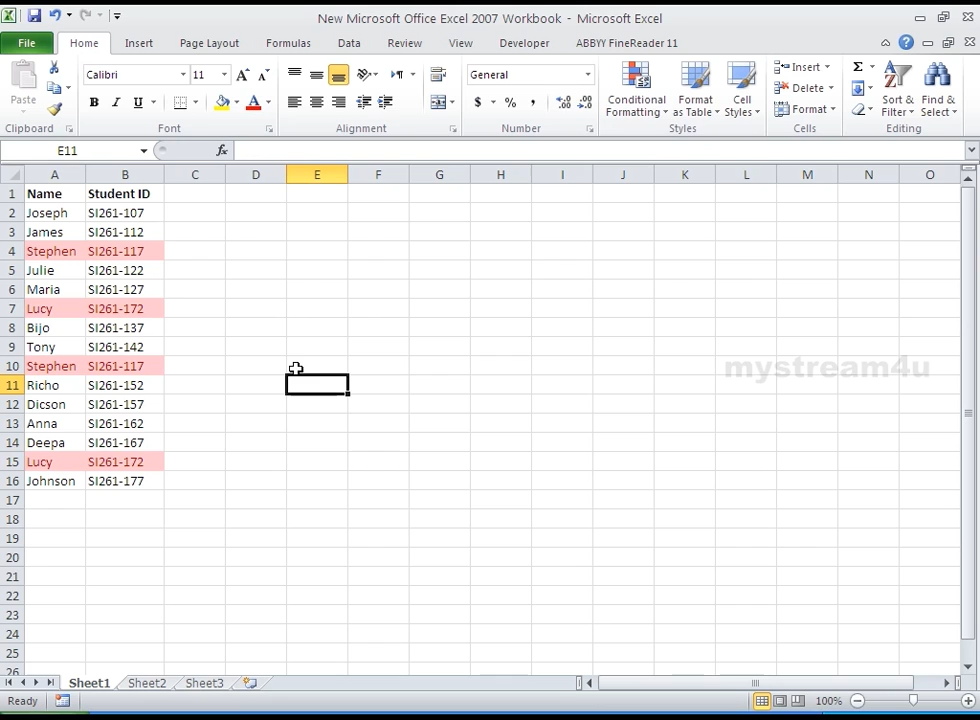 New Microsoft Office Excel 2007 Workbook - Microsoft Excel
File Home Insert Page Layout Formulas Data Review View Developer ABBYY FineReader 11
Paste
Calibri 11
B I U
A A
A
General
$ % ,
Conditional Formatting
Format as Table
Cell Styles
Insert
Delete
Format
Σ
Sort & Filter
Find & Select
Clipboard Font Alignment Number Styles Cells Editing
E11 fx
A B C D E F G H I J K L M N O
1 Name Student ID
2 Joseph SI261-107
3 James SI261-112
4 Stephen SI261-117
5 Julie SI261-122
6 Maria SI261-127
7 Lucy SI261-172
8 Bijo SI261-137
9 Tony SI261-142
10 Stephen SI261-117
mystream4u
11 Richo SI261-152
12 Dicson SI261-157
13 Anna SI261-162
14 Deepa SI261-167
15 Lucy SI261-172
16 Johnson SI261-177
17
18
19
20
21
22
23
24
25
26
Sheet1 Sheet2 Sheet3
Ready 100%